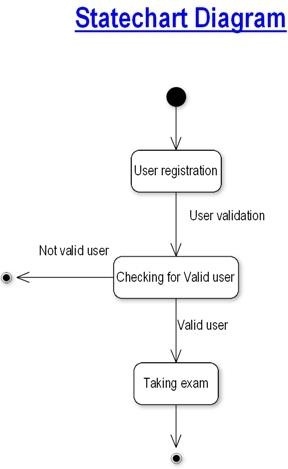 Statechart Diagram
User registration
User validation
Not valid user
Checking for Valid user
Valid user
Taking exam